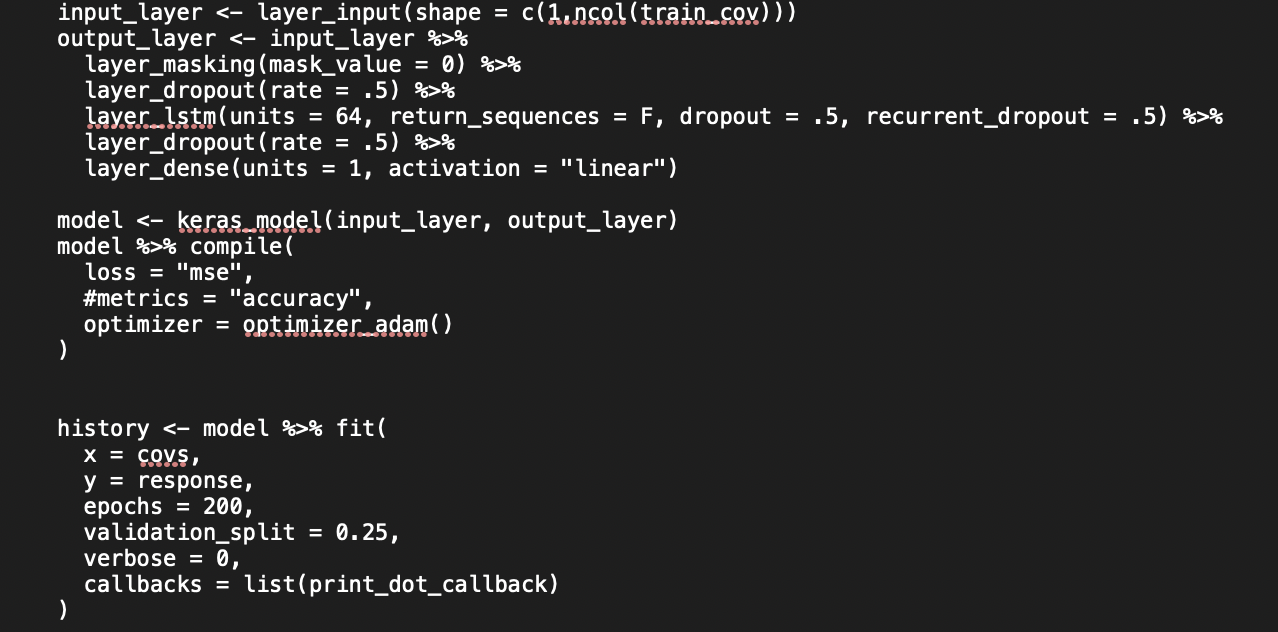 input_layer <- layer_input(shape = c(1,ncol(train_cov)))
output_layer <- input_layer %>%
  layer_masking(mask_value = 0) %>%
  layer_dropout(rate = .5) %>%
  layer_lstm(units = 64, return_sequences = F, dropout = .5, recurrent_dropout = .5) %>%
  layer_dropout(rate = .5) %>%
  layer_dense(units = 1, activation = "linear")

model <- keras_model(input_layer, output_layer)
model %>% compile(
  loss = "mse",
  #metrics = "accuracy",
  optimizer = optimizer_adam()
)

history <- model %>% fit(
  x = covs,
  y = response,
  epochs = 200,
  validation_split = 0.25,
  verbose = 0,
  callbacks = list(print_dot_callback)
)